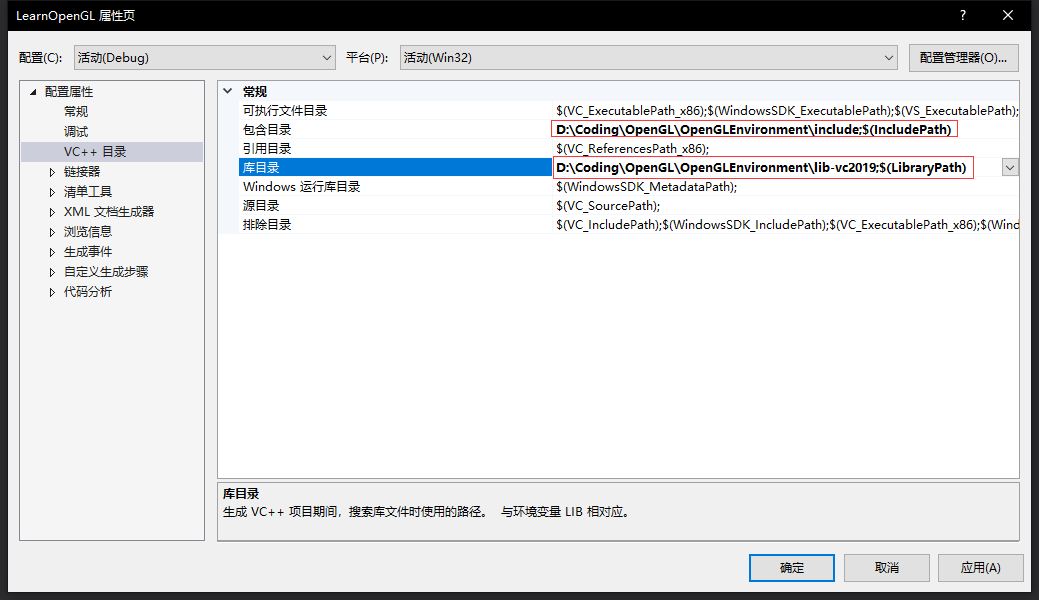 LearnOpenGL 属性页
?
配置(C): 活动(Debug) 平台(P): 活动(Win32) 配置管理器(O)...
配置属性
常规
调试
VC++ 目录
链接器
清单工具
XML 文档生成器
浏览信息
生成事件
自定义生成步骤
代码分析
常规
可执行文件目录 $(VC_ExecutablePath_x86);$(WindowsSDK_ExecutablePath);$(VS_ExecutablePath);
包含目录 D:\Coding\OpenGL\OpenGLEnvironment\include;$(IncludePath)
引用目录 $(VC_ReferencesPath_x86);
库目录 D:\Coding\OpenGL\OpenGLEnvironment\lib-vc2019;$(LibraryPath)
Windows 运行库目录 $(WindowsSDK_MetadataPath);
源目录 $(VC_SourcePath);
排除目录 $(VC_IncludePath);$(WindowsSDK_IncludePath);$(VC_ExecutablePath_x86);$(Wind
库目录
生成 VC++ 项目期间，搜索库文件时使用的路径。 与环境变量 LIB 相对应。
确定 取消 应用(A)